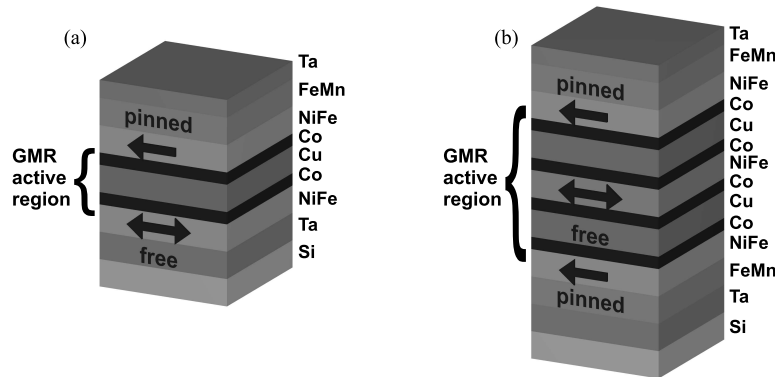 (a)
Ta
FeMn
NiFe
Co
Cu
Co
NiFe
Ta
Si
pinned
free
GMR
active
region
(b)
Ta
FeMn
NiFe
Co
Cu
Co
NiFe
Co
Cu
Co
NiFe
FeMn
Ta
Si
pinned
free
pinned
GMR
active
region